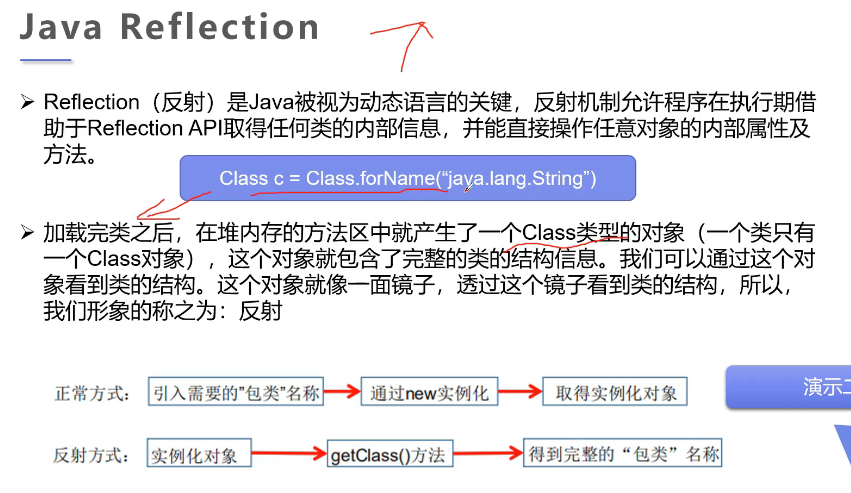 Java Reflection
➢ Reflection（反射）是Java被视为动态语言的关键，反射机制允许程序在执行期借
助于Reflection API取得任何类的内部信息，并能直接操作任意对象的内部属性及
方法。
Class c = Class.forName(“java.lang.String”)
➢ 加载完类之后，在堆内存的方法区中就产生了一个Class类型的对象（一个类只有
一个Class对象），这个对象就包含了完整的类的结构信息。我们可以通过这个对
象看到类的结构。这个对象就像一面镜子，透过这个镜子看到类的结构，所以，
我们形象的称之为：反射
正常方式： 引入需要的”包类”名称 通过new实例化 取得实例化对象
演示
反射方式： 实例化对象 getClass()方法 得到完整的“包类”名称